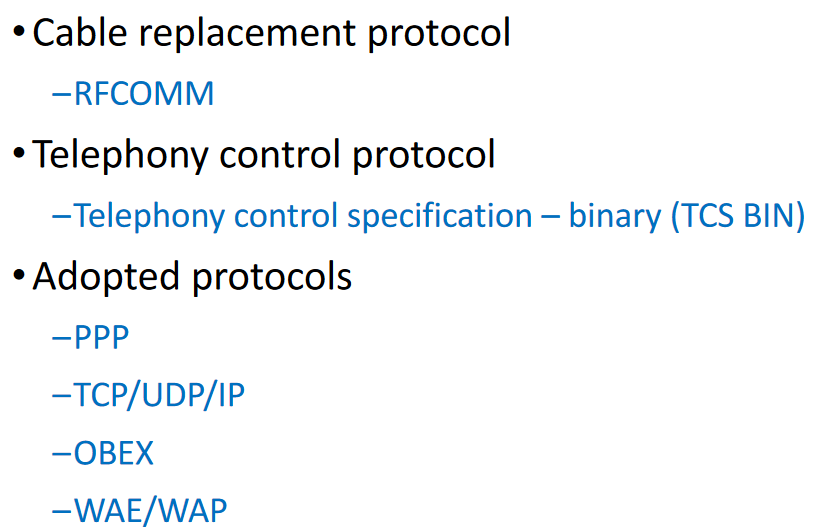 • Cable replacement protocol
–RFCOMM
• Telephony control protocol
–Telephony control specification – binary (TCS BIN)
• Adopted protocols
–PPP
–TCP/UDP/IP
–OBEX
–WAE/WAP